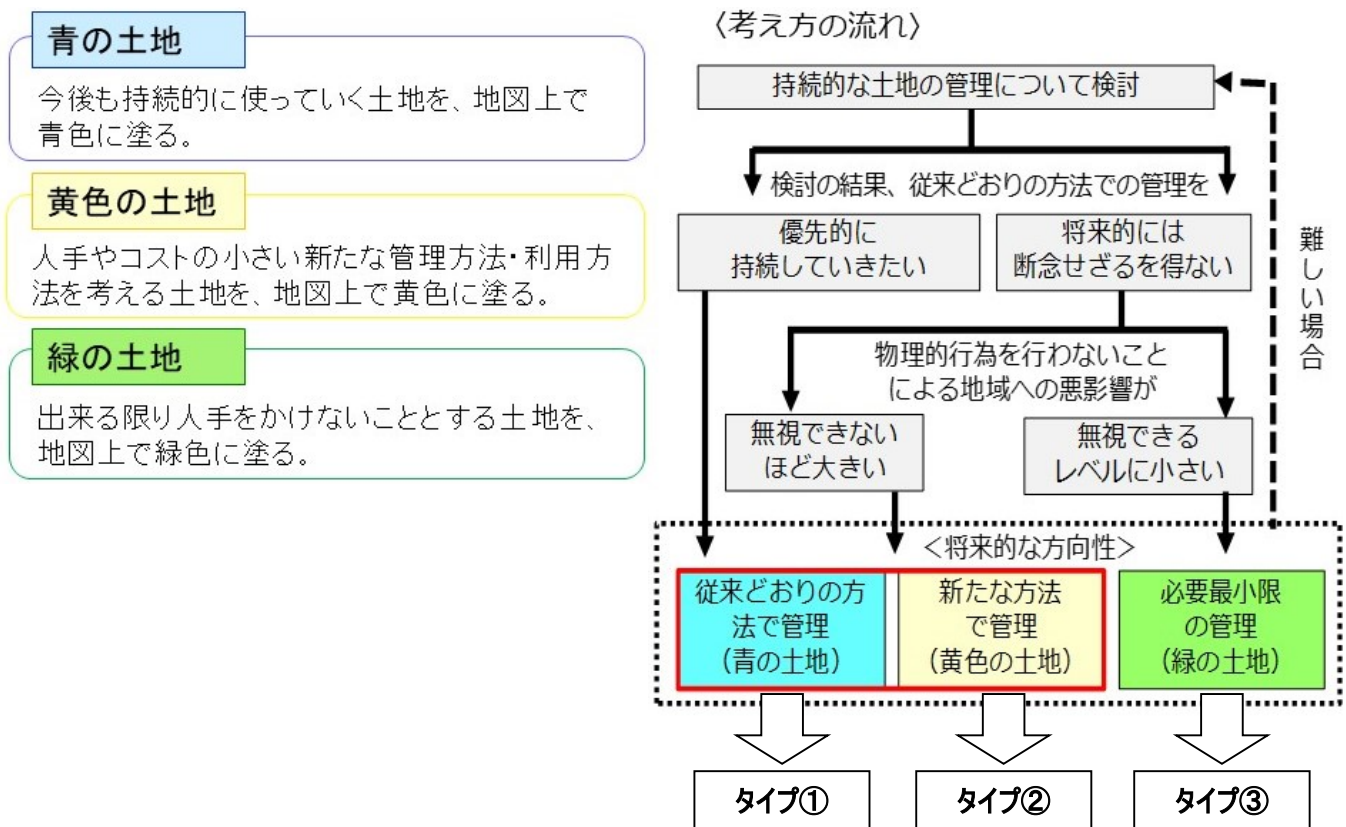 青の土地
今後も持続的に使っていく土地を、地図上で
青色に塗る。
黄色の土地
人手やコストの小さい新たな管理方法・利用方
法を考える土地を、地図上で黄色に塗る。
緑の土地
出来る限り人手をかけないこととする土地を、
地図上で緑色に塗る。
〈考え方の流れ〉
持続的な土地の管理について検討
検討の結果、従来どおりの方法での管理を
優先的に
持続していきたい
将来的には
断念せざるを得ない
難しい場合
物理的行為を行わないこと
による地域への悪影響が
無視できない
ほど大きい
無視できる
レベルに小さい
<将来的な方向性>
従来どおりの方
法で管理
(青の土地)
新たな方法
で管理
(黄色の土地)
必要最小限
の管理
(緑の土地)
タイプ①
タイプ②
タイプ③